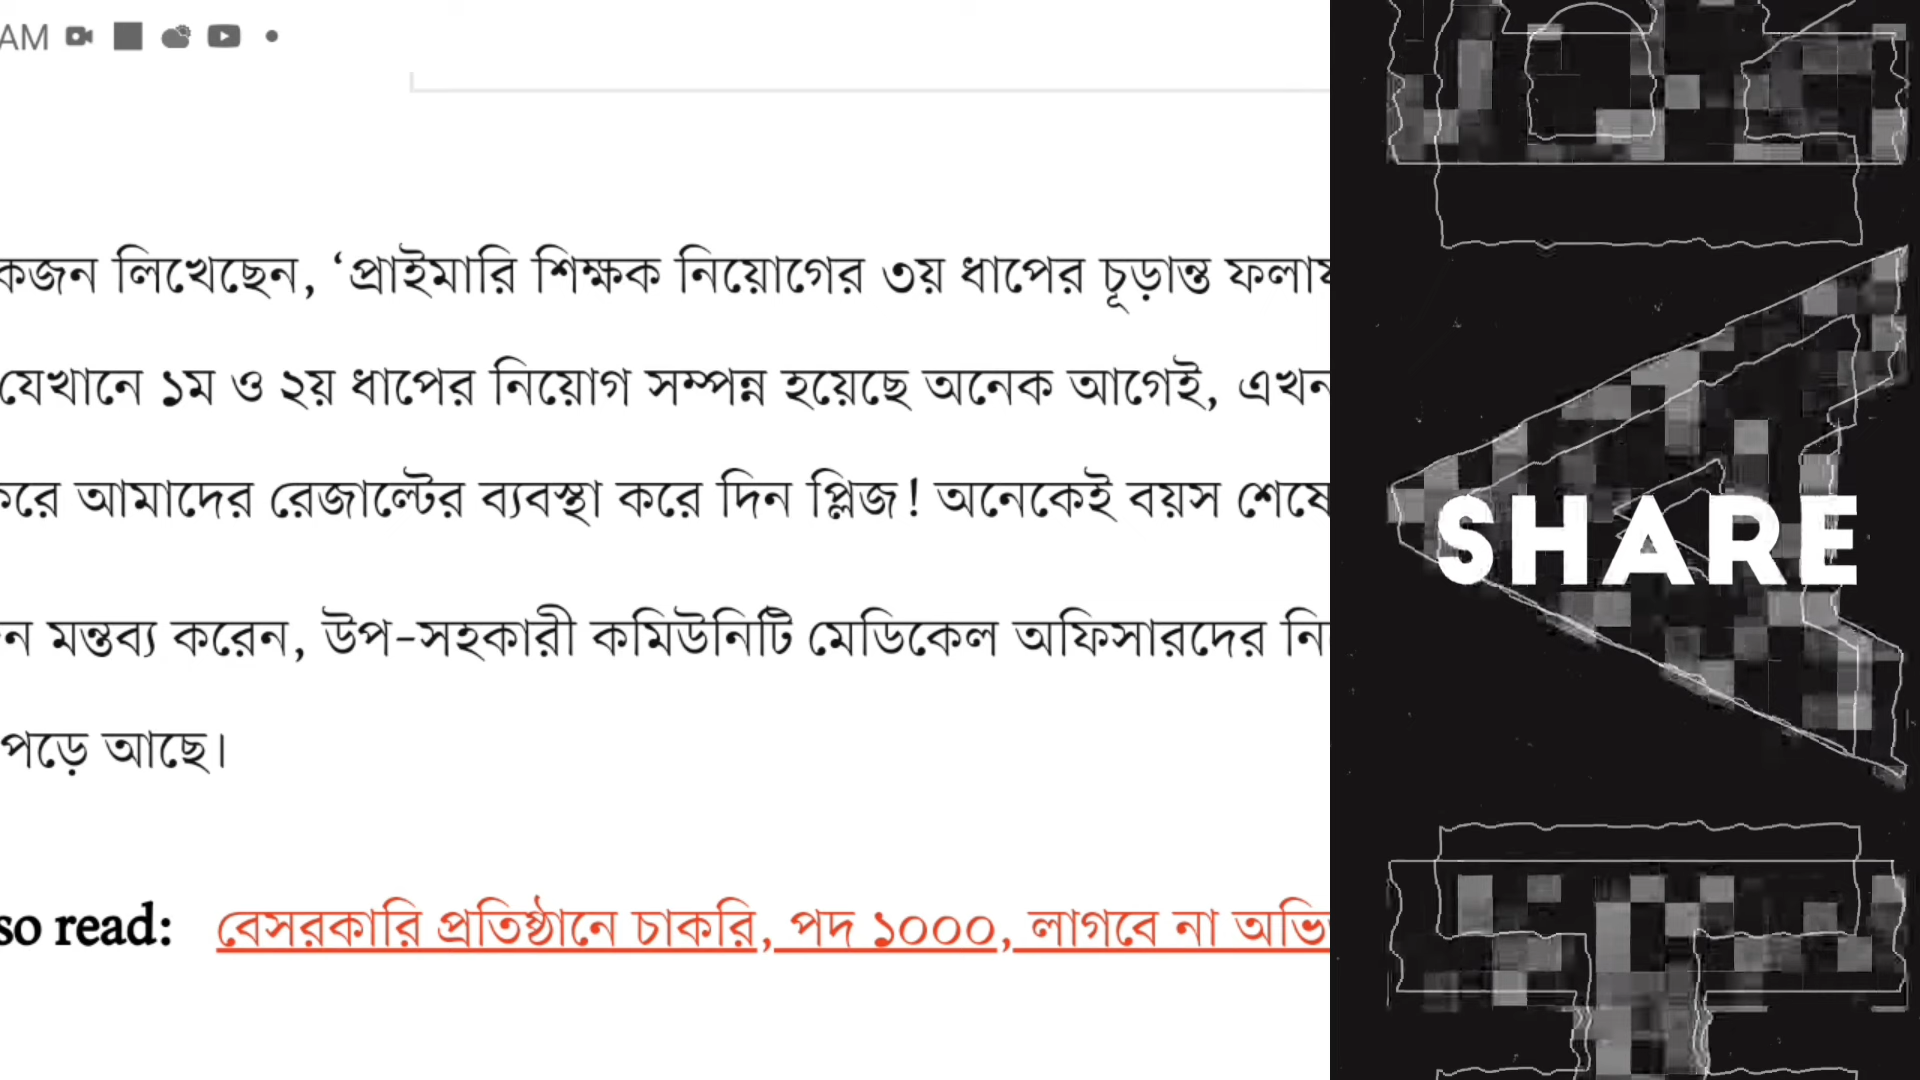 AM
কজন লিখেছেন, ‘প্রাইমারি শিক্ষক নিয়োগের ৩য় ধাপের চূড়ান্ত
যেখানে ১ম ও ২য় ধাপের নিয়োগ সম্পন্ন হয়েছে অনেক আগেই, এখন
করে আমাদের রেজাল্টের ব্যবস্থা করে দিন প্লিজ! অনেকেই বয়স শেষে
ন মন্তব্য করেন, উপ-সহকারী কমিউনিটি মেডিকেল অফিসারদের নি
পড়ে আছে।
so read: বেসরকারি প্রতিষ্ঠানে চাকরি, পদ ১০০০, লাগবে না
SHARE